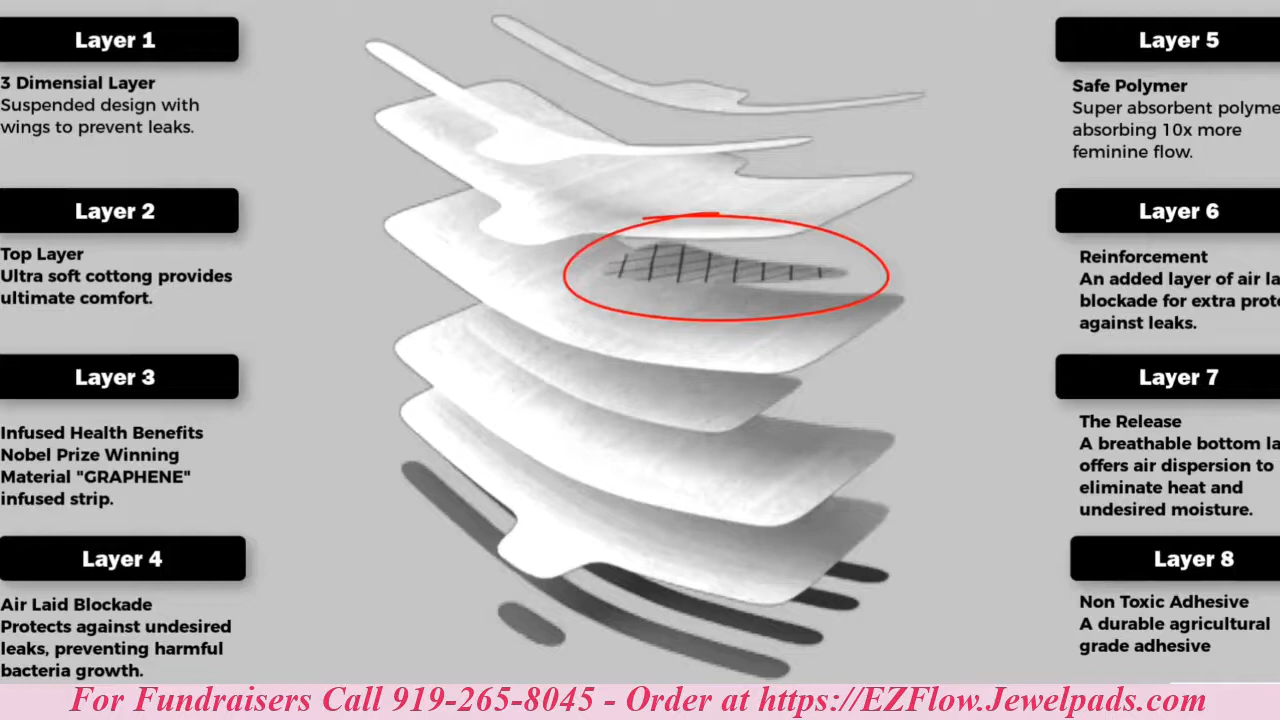 Layer 1
3 Dimensial Layer
Suspended design with
wings to prevent leaks.
Layer 2
Top Layer
Ultra soft cottong provides
ultimate comfort.
Layer 3
Infused Health Benefits
Nobel Prize Winning
Material "GRAPHENE"
infused strip.
Layer 4
Air Laid Blockade
Protects against undesired
leaks, preventing harmful
bacteria growth.
Layer 5
Safe Polymer
Super absorbent polyme
absorbing 10x more
feminine flow.
Layer 6
Reinforcement
An added layer of air la
blockade for extra prote
against leaks.
Layer 7
The Release
A breathable bottom la
offers air dispersion to
eliminate heat and
undesired moisture.
Layer 8
Non Toxic Adhesive
A durable agricultural
grade adhesive
For Fundraisers Call 919-265-8045 - Order at https://EZFlow.Jewelpads.com